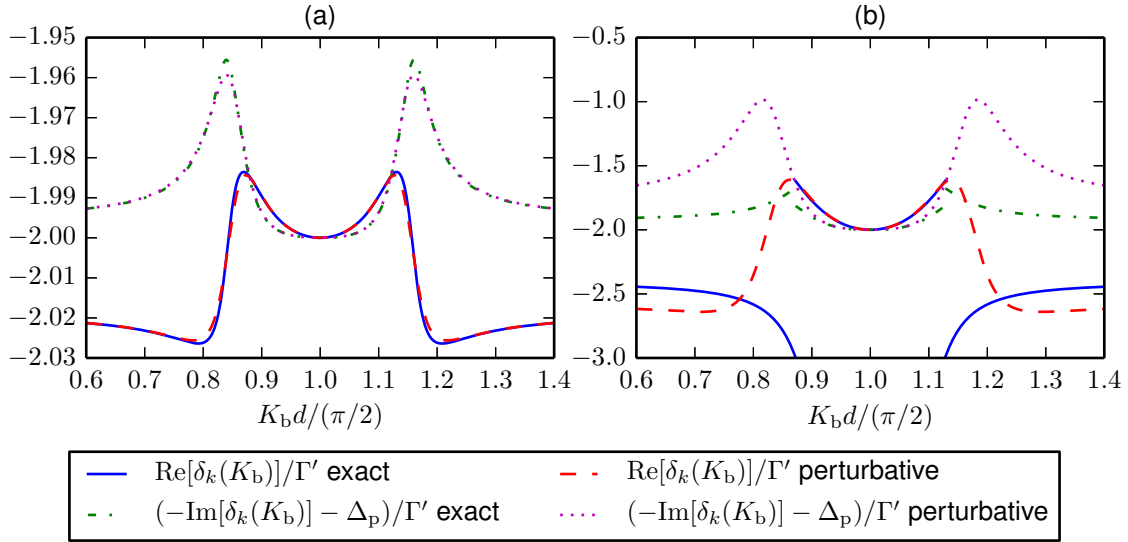 (a)
−1.95
−1.96
−1.97
−1.98
−1.99
−2.00
−2.01
−2.02
−2.03
0.6 0.7 0.8 0.9 1.0 1.1 1.2 1.3 1.4
K_b d/(π/2)
(b)
−0.5
−1.0
−1.5
−2.0
−2.5
−3.0
0.6 0.7 0.8 0.9 1.0 1.1 1.2 1.3 1.4
K_b d/(π/2)
Re[δ_k(K_b)]/Γ′ exact
(−Im[δ_k(K_b)] − Δ_p)/Γ′ exact
Re[δ_k(K_b)]/Γ′ perturbative
(−Im[δ_k(K_b)] − Δ_p)/Γ′ perturbative